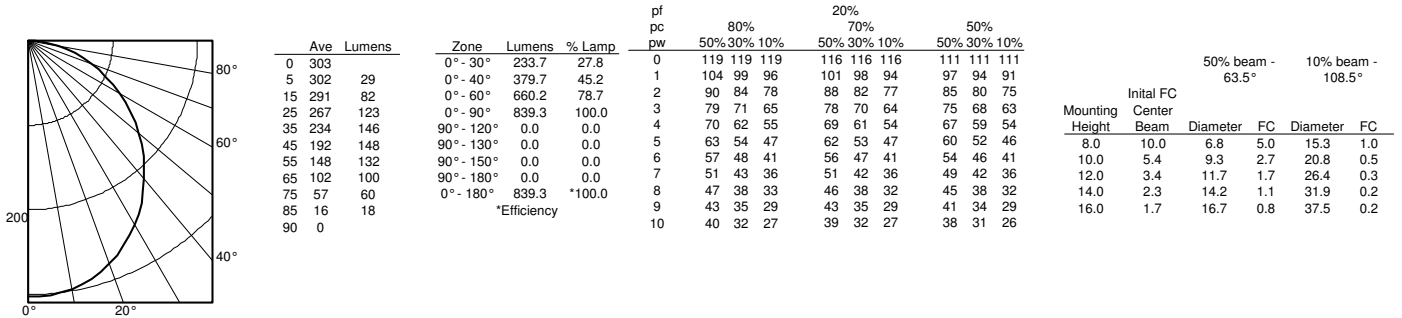 80°
60°
200
40°
0° 20°
Ave Lumens
0 303
5 302 29
15 291 82
25 267 123
35 234 146
45 192 148
55 148 132
65 102 100
75 57 60
85 16 18
90 0
Zone Lumens % Lamp
0°- 30° 233.7 27.8
0°- 40° 379.7 45.2
0°- 60° 660.2 78.7
0°- 90° 839.3 100.0
90°- 120° 0.0 0.0
90°- 130° 0.0 0.0
90°- 150° 0.0 0.0
90°- 180° 0.0 0.0
0°- 180° 839.3 *100.0
*Efficiency
pf 20%
pc 80% 70% 50%
pw 50% 30% 10% 50% 30% 10% 50% 30% 10%
0 119 119 119 116 116 116 111 111 111
1 104 99 96 101 98 94 97 94 91
2 90 84 78 88 82 77 85 80 75
3 79 71 65 78 70 64 75 68 63
4 70 62 55 69 61 54 67 59 54
5 63 54 47 62 53 47 60 52 46
6 57 48 41 56 47 41 54 46 41
7 51 43 36 51 42 36 49 42 36
8 47 38 33 46 38 32 45 38 32
9 43 35 29 43 35 29 41 34 29
10 40 32 27 39 32 27 38 31 26
50% beam - 10% beam -
63.5° 108.5°
Inital FC
Mounting Center
Height Beam Diameter FC Diameter FC
8.0 10.0 6.8 5.0 15.3 1.0
10.0 5.4 9.3 2.7 20.8 0.5
12.0 3.4 11.7 1.7 26.4 0.3
14.0 2.3 14.2 1.1 31.9 0.2
16.0 1.7 16.7 0.8 37.5 0.2